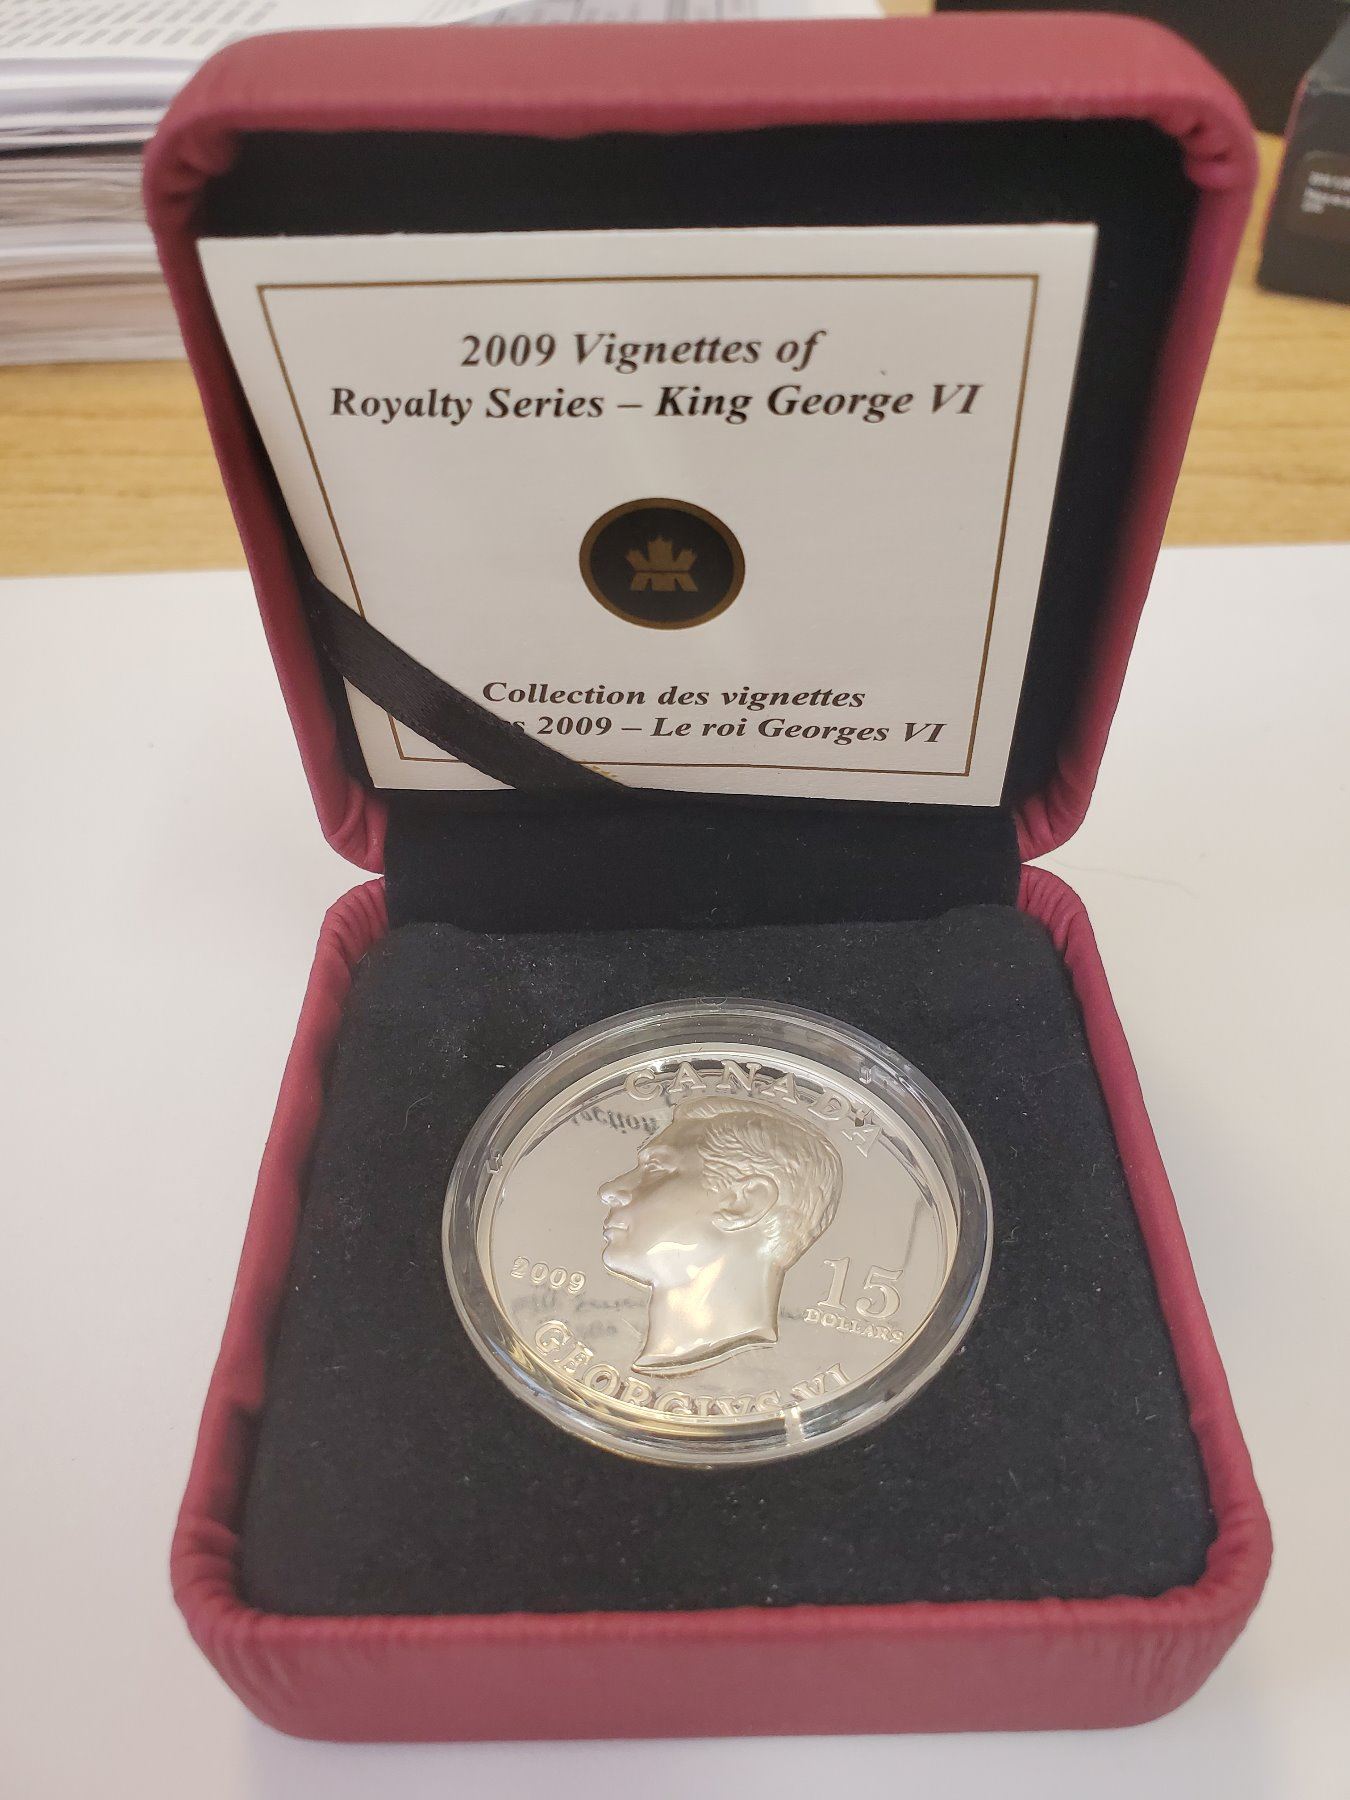 2009 Vignettes of
Royalty Series – King George VI
Collection des vignettes
2009 – Le roi Georges VI
CANADA
2009
15
DOLLARS
GEORGIVS VI